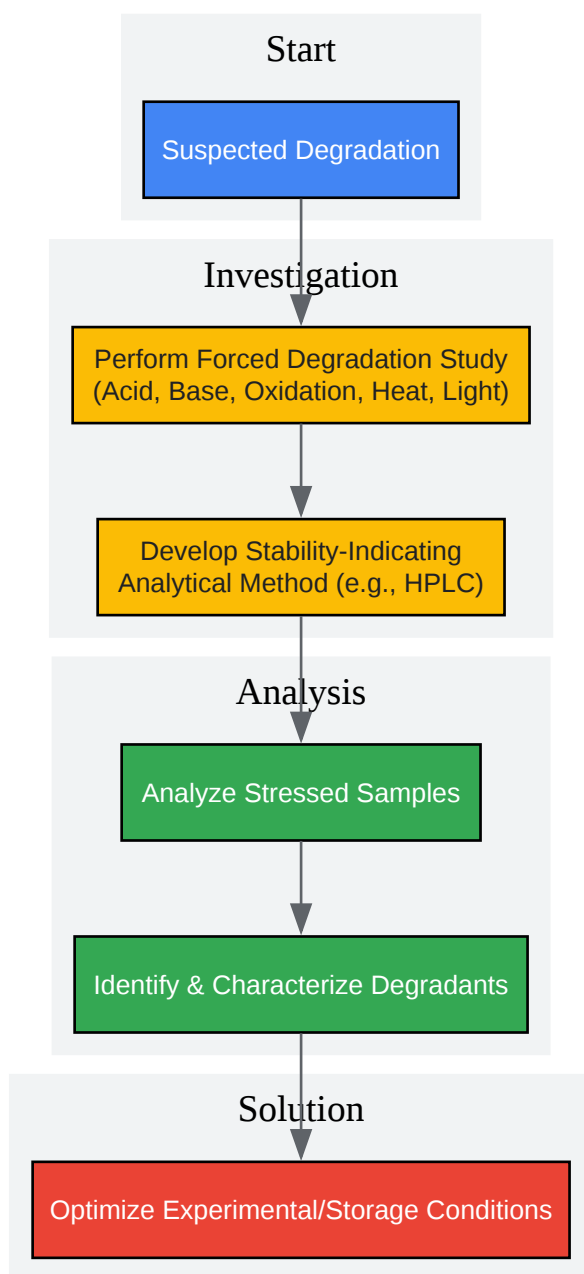 Start
Suspected Degradation
Investigation
Perform Forced Degradation Study
(Acid, Base, Oxidation, Heat, Light)
Develop Stability-Indicating
Analytical Method (e.g., HPLC)
Analysis
Analyze Stressed Samples
Identify & Characterize Degradants
Solution
Optimize Experimental/Storage Conditions